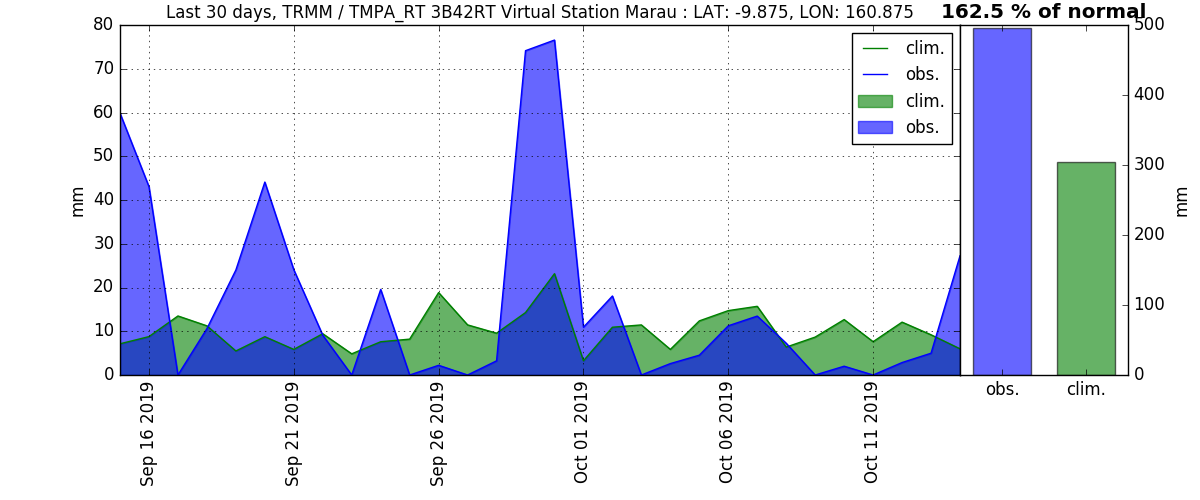 Last 30 days, TRMM / TMPA_RT 3B42RT Virtual Station Marau : LAT: -9.875, LON: 160.875
162.5 % of normal
80
70
60
50
40
30
20
10
0
mm
clim.
obs.
clim.
obs.
Sep 16 2019
Sep 21 2019
Sep 26 2019
Oct 01 2019
Oct 06 2019
Oct 11 2019
500
400
300
200
100
0
mm
obs.
clim.